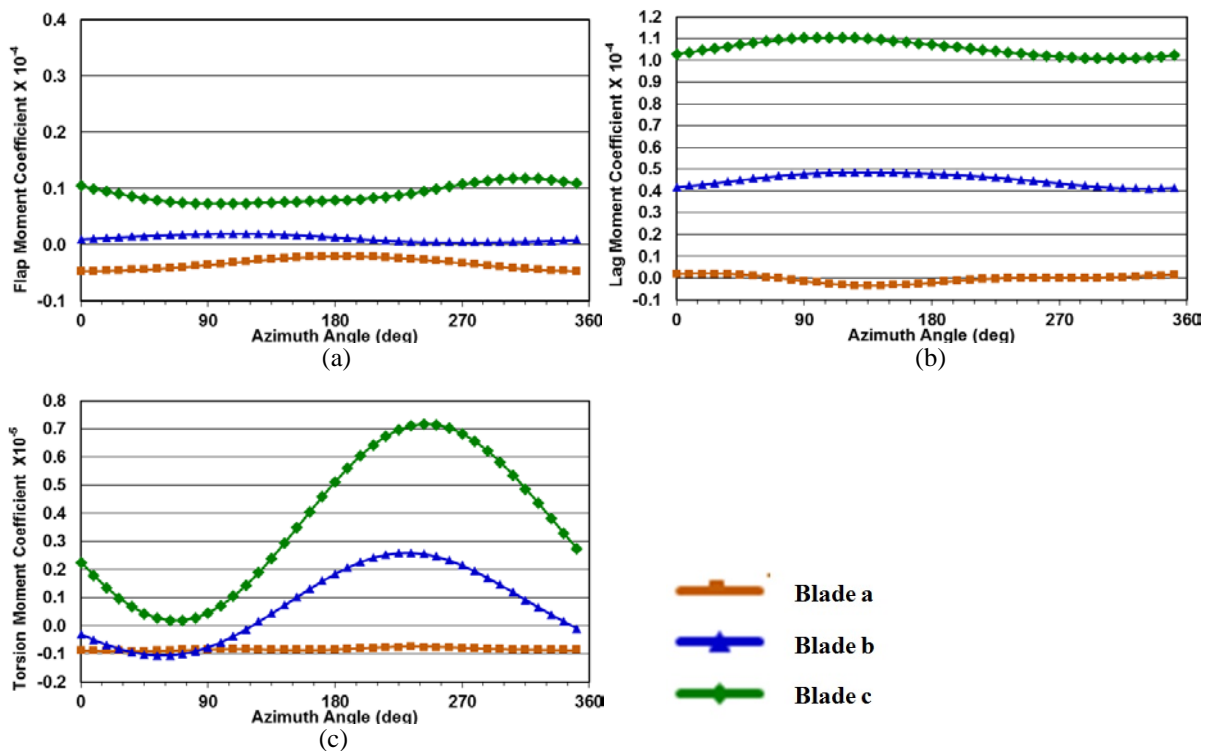 Flap Moment Coefficient X 10⁻⁴
0.4
0.3
0.2
0.1
0.0
-0.1
0 90 180 270 360
Azimuth Angle (deg)
(a)
Lag Moment Coefficient X 10⁻⁴
1.2
1.1
1.0
0.9
0.8
0.7
0.6
0.5
0.4
0.3
0.2
0.1
0.0
-0.1
0 90 180 270 360
Azimuth Angle (deg)
(b)
Torsion Moment Coefficient X10⁻⁵
0.8
0.7
0.6
0.5
0.4
0.3
0.2
0.1
0.0
-0.1
-0.2
0 90 180 270 360
Azimuth Angle (deg)
(c)
Blade a
Blade b
Blade c